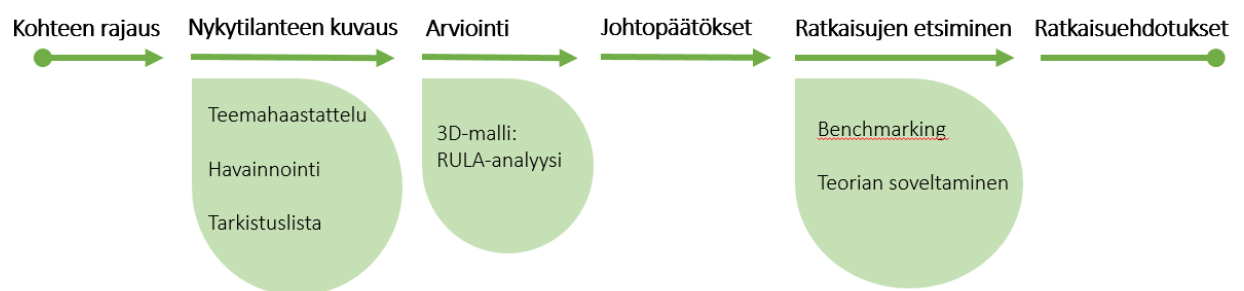 Kohteen rajaus
Nykytilanteen kuvaus
Arviointi
Johtopäätökset
Ratkaisujen etsiminen
Ratkaisuehdotukset
Teemahaastattelu
Havainnointi
Tarkistuslista
3D-malli:
RULA-analyysi
Benchmarking
Teorian soveltaminen